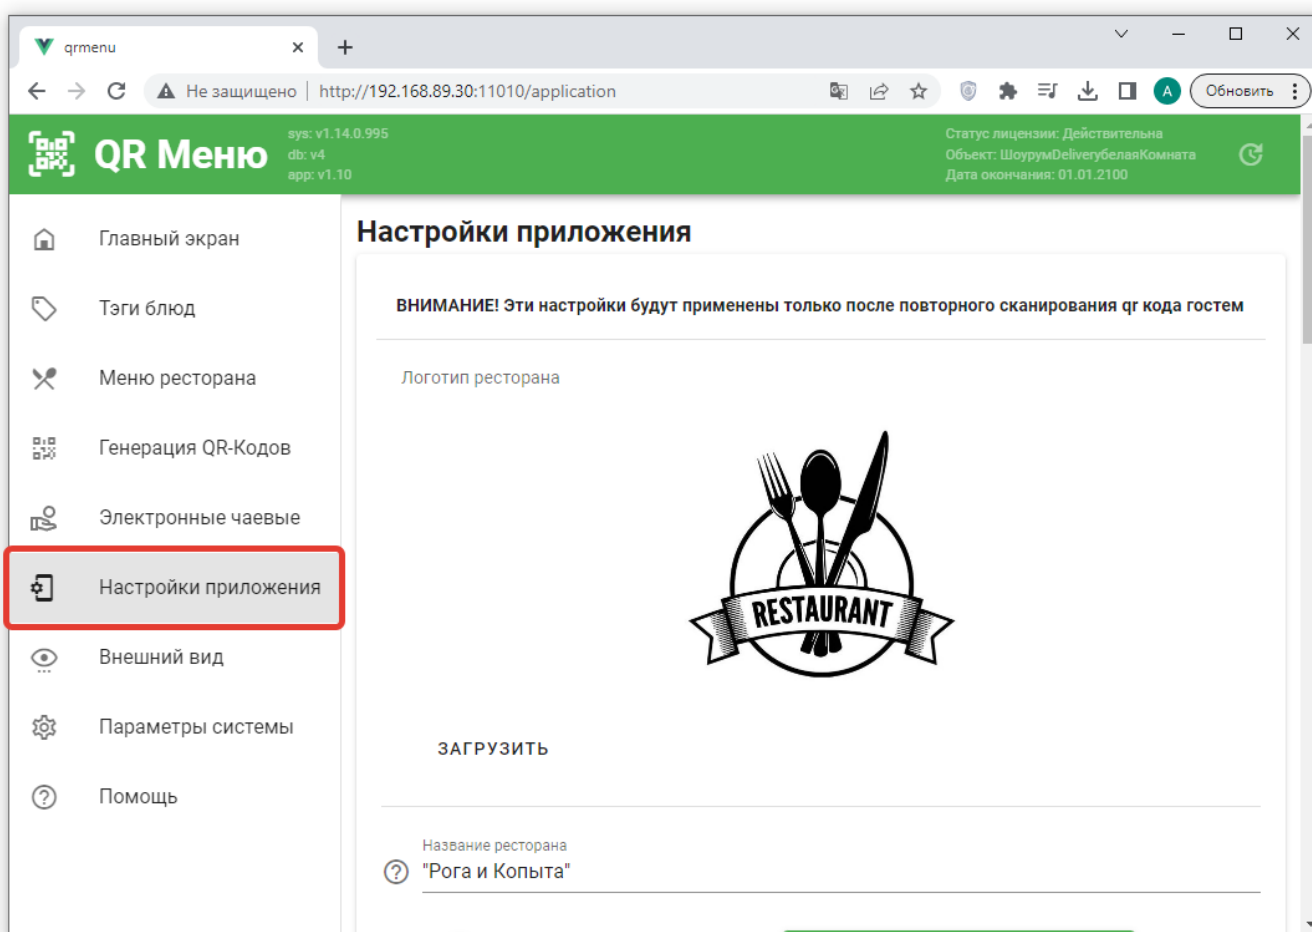 qrmenu
Не защищено http://192.168.89.30:11010/application
A
Обновить
QR Меню
sys: v1.14.0.995
db: v4
app: v1.10
Статус лицензии: Действительна
Объект: ШоурумDeliveryбелаяКомната
Дата окончания: 01.01.2100
Главный экран
Тэги блюд
Меню ресторана
Генерация QR-Кодов
Электронные чаевые
Настройки приложения
Внешний вид
Параметры системы
Помощь
Настройки приложения
ВНИМАНИЕ! Эти настройки будут применены только после повторного сканирования qr кода гостем
Логотип ресторана
RESTAURANT
ЗАГРУЗИТЬ
Название ресторана
"Рога и Копыта"